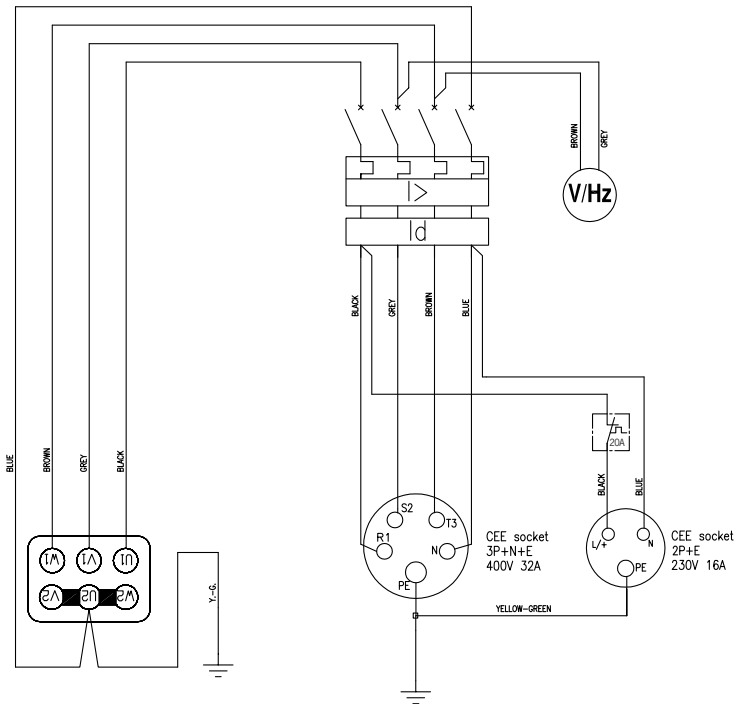 BROWN
GREY
V/Hz
I>
Id
BLACK
GREY
BROWN
BLUE
20A
BLUE
BROWN
GREY
BLACK
BLACK
BLUE
S2
T3
R1
N
PE
CEE socket
3P+N+E
400V 32A
L/+
N
PE
CEE socket
2P+E
230V 16A
W1
V1
U1
V2
U2
W2
Y.-G.
YELLOW-GREEN